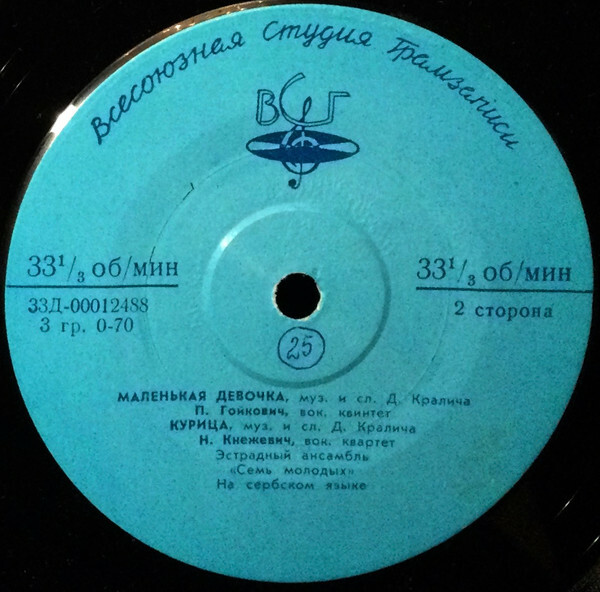 Всесоюзная Студия Грамзаписи
ВСГ
33¹/₃ об/мин
33¹/₃ об/мин
33Д-00012488
3 гр. 0-70
2 сторона
25
МАЛЕНЬКАЯ ДЕВОЧКА, муз. и сл. Д. Кралича
П. Гойкович, вок. квинтет
КУРИЦА, муз. и сл. Д. Кралича
Н. Кнежевич, вок. квартет
Эстрадный ансамбль
«Семь молодых»
На сербском языке